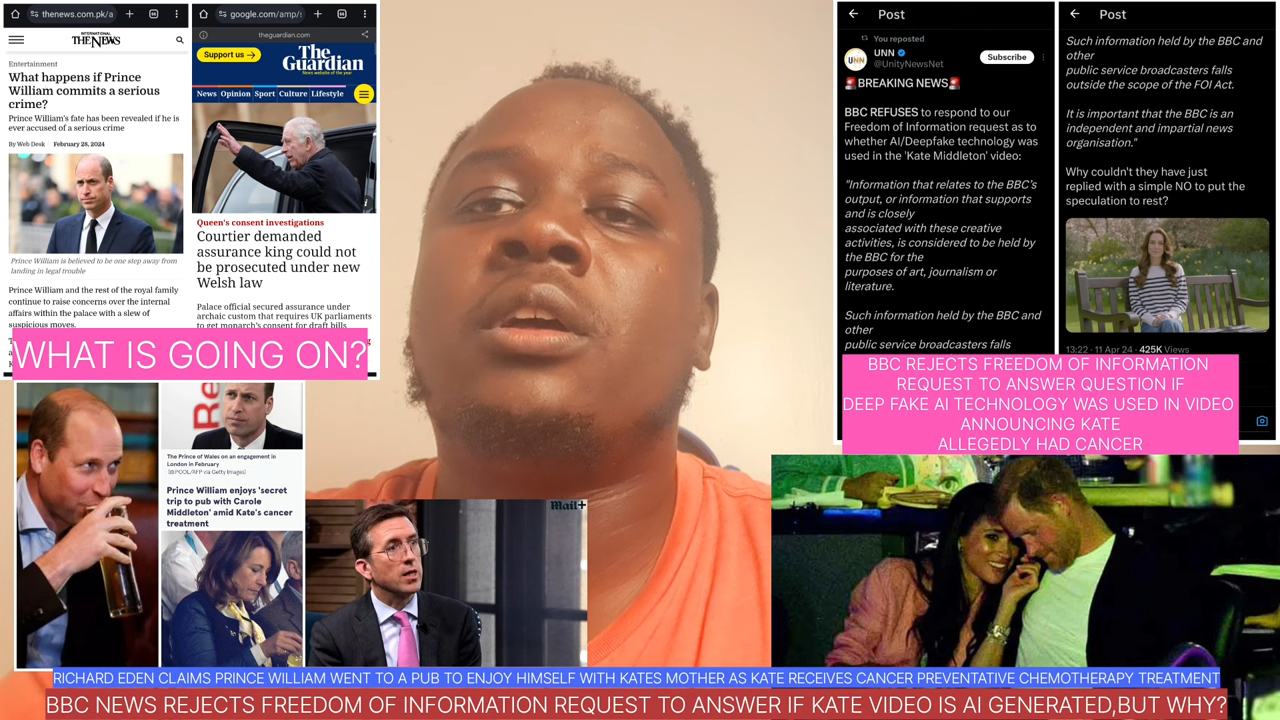 thenews.com.pk/a
INTERNATIONAL
THE NEWS
Entertainment
What happens if Prince
William commits a serious
crime?
Prince William's fate has been revealed if he is
ever accused of a serious crime
By Web Desk February 28, 2024
Prince William is believed to be one step away from
landing in legal trouble
Prince William and the rest of the royal family
continue to raise concerns over the internal
affairs within the palace with a slew of
suspicious moves.
google.com/amp/s
theguardian.com
Support us →
The
Guardian
News website of the year
News Opinion Sport Culture Lifestyle
Queen's consent investigations
Courtier demanded
assurance king could not
be prosecuted under new
Welsh law
Palace official secured assurance under
archaic custom that requires UK parliaments
to get monarch's consent for draft bills
WHAT IS GOING ON?
Post
You reposted
UNN
@UnityNewsNet
Subscribe
🚨BREAKING NEWS🚨
BBC REFUSES to respond to our
Freedom of Information request as to
whether AI/Deepfake technology was
used in the 'Kate Middleton' video:
"Information that relates to the BBC's
output, or information that supports
and is closely
associated with these creative
activities, is considered to be held by
the BBC for the
purposes of art, journalism or
literature.
Such information held by the BBC and
other
public service broadcasters falls
Post
Such information held by the BBC and
other
public service broadcasters falls
outside the scope of the FOI Act.
It is important that the BBC is an
independent and impartial news
organisation."
Why couldn't they have just
replied with a simple NO to put the
speculation to rest?
13:22 · 11 Apr 24 · 425K Views
BBC REJECTS FREEDOM OF INFORMATION
REQUEST TO ANSWER QUESTION IF
DEEP FAKE AI TECHNOLOGY WAS USED IN VIDEO
ANNOUNCING KATE
ALLEGEDLY HAD CANCER
Re
The Prince of Wales on an engagement in
London in February
(POOL/AFP via Getty Images)
Prince William enjoys 'secret
trip to pub with Carole
Middleton' amid Kate's cancer
treatment
Mail+
RICHARD EDEN CLAIMS PRINCE WILLIAM WENT TO A PUB TO ENJOY HIMSELF WITH KATES MOTHER AS KATE RECEIVES CANCER PREVENTATIVE CHEMOTHERAPY TREATMENT
BBC NEWS REJECTS FREEDOM OF INFORMATION REQUEST TO ANSWER IF KATE VIDEO IS AI GENERATED,BUT WHY?